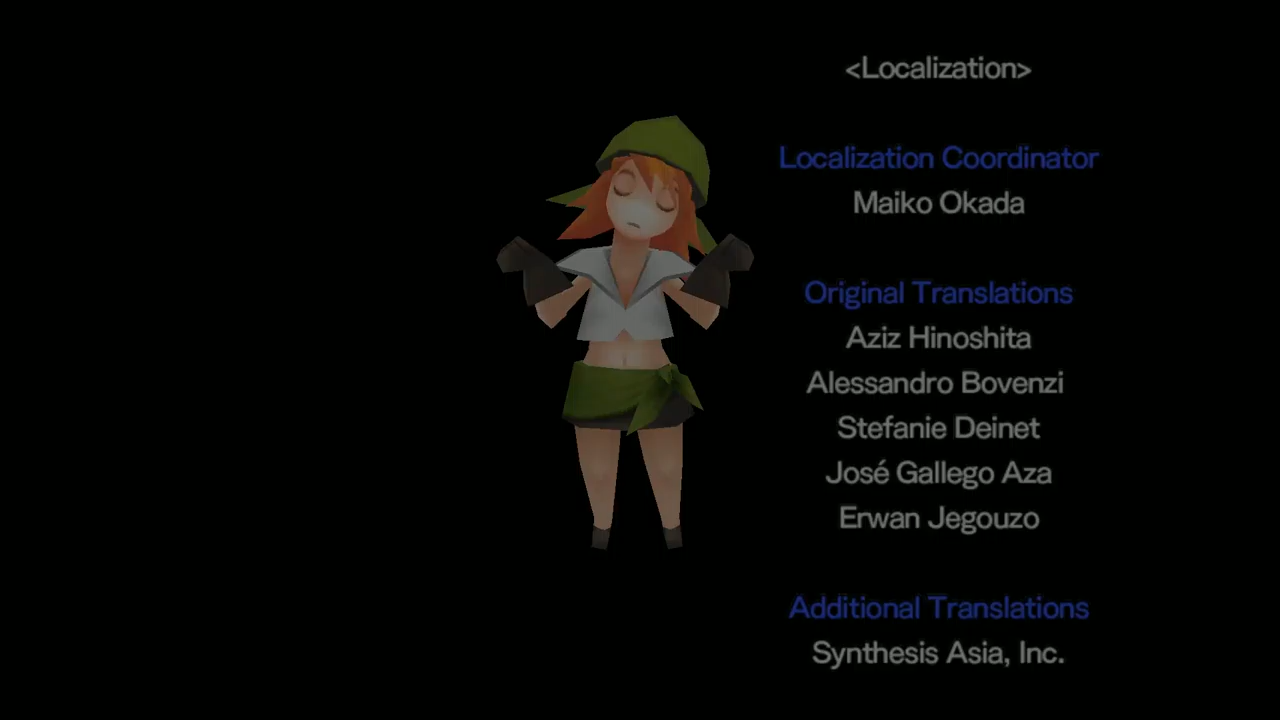 <Localization>
Localization Coordinator
Maiko Okada
Original Translations
Aziz Hinoshita
Alessandro Bovenzi
Stefanie Deinet
José Gallego Aza
Erwan Jegouzo
Additional Translations
Synthesis Asia, Inc.